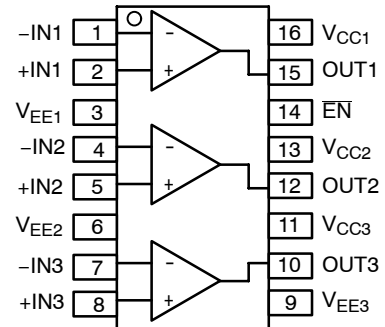 −IN1 1 − 16 VCC1
+IN1 2 + 15 OUT1
VEE1 3 14 EN
−IN2 4 − 13 VCC2
+IN2 5 + 12 OUT2
VEE2 6 11 VCC3
−IN3 7 − 10 OUT3
+IN3 8 + 9 VEE3